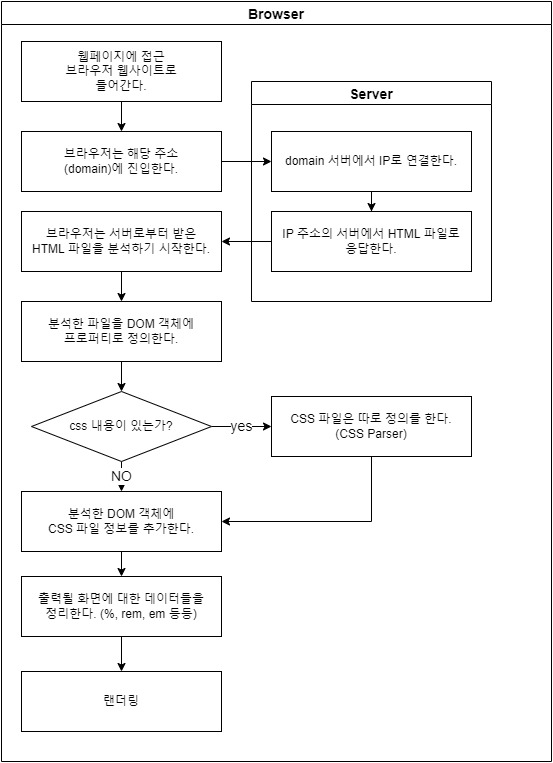 Browser
웹페이지에 접근
브라우저 웹사이트로
들어간다.
Server
브라우저는 해당 주소
(domain)에 진입한다.
domain 서버에서 IP로 연결한다.
브라우저는 서버로부터 받은
HTML 파일을 분석하기 시작한다.
IP 주소의 서버에서 HTML 파일로
응답한다.
분석한 파일을 DOM 객체에
프로퍼티로 정의한다.
css 내용이 있는가?
yes
CSS 파일은 따로 정의를 한다.
(CSS Parser)
NO
분석한 DOM 객체에
CSS 파일 정보를 추가한다.
출력될 화면에 대한 데이터들을
정리한다. (%, rem, em 등등)
랜더링